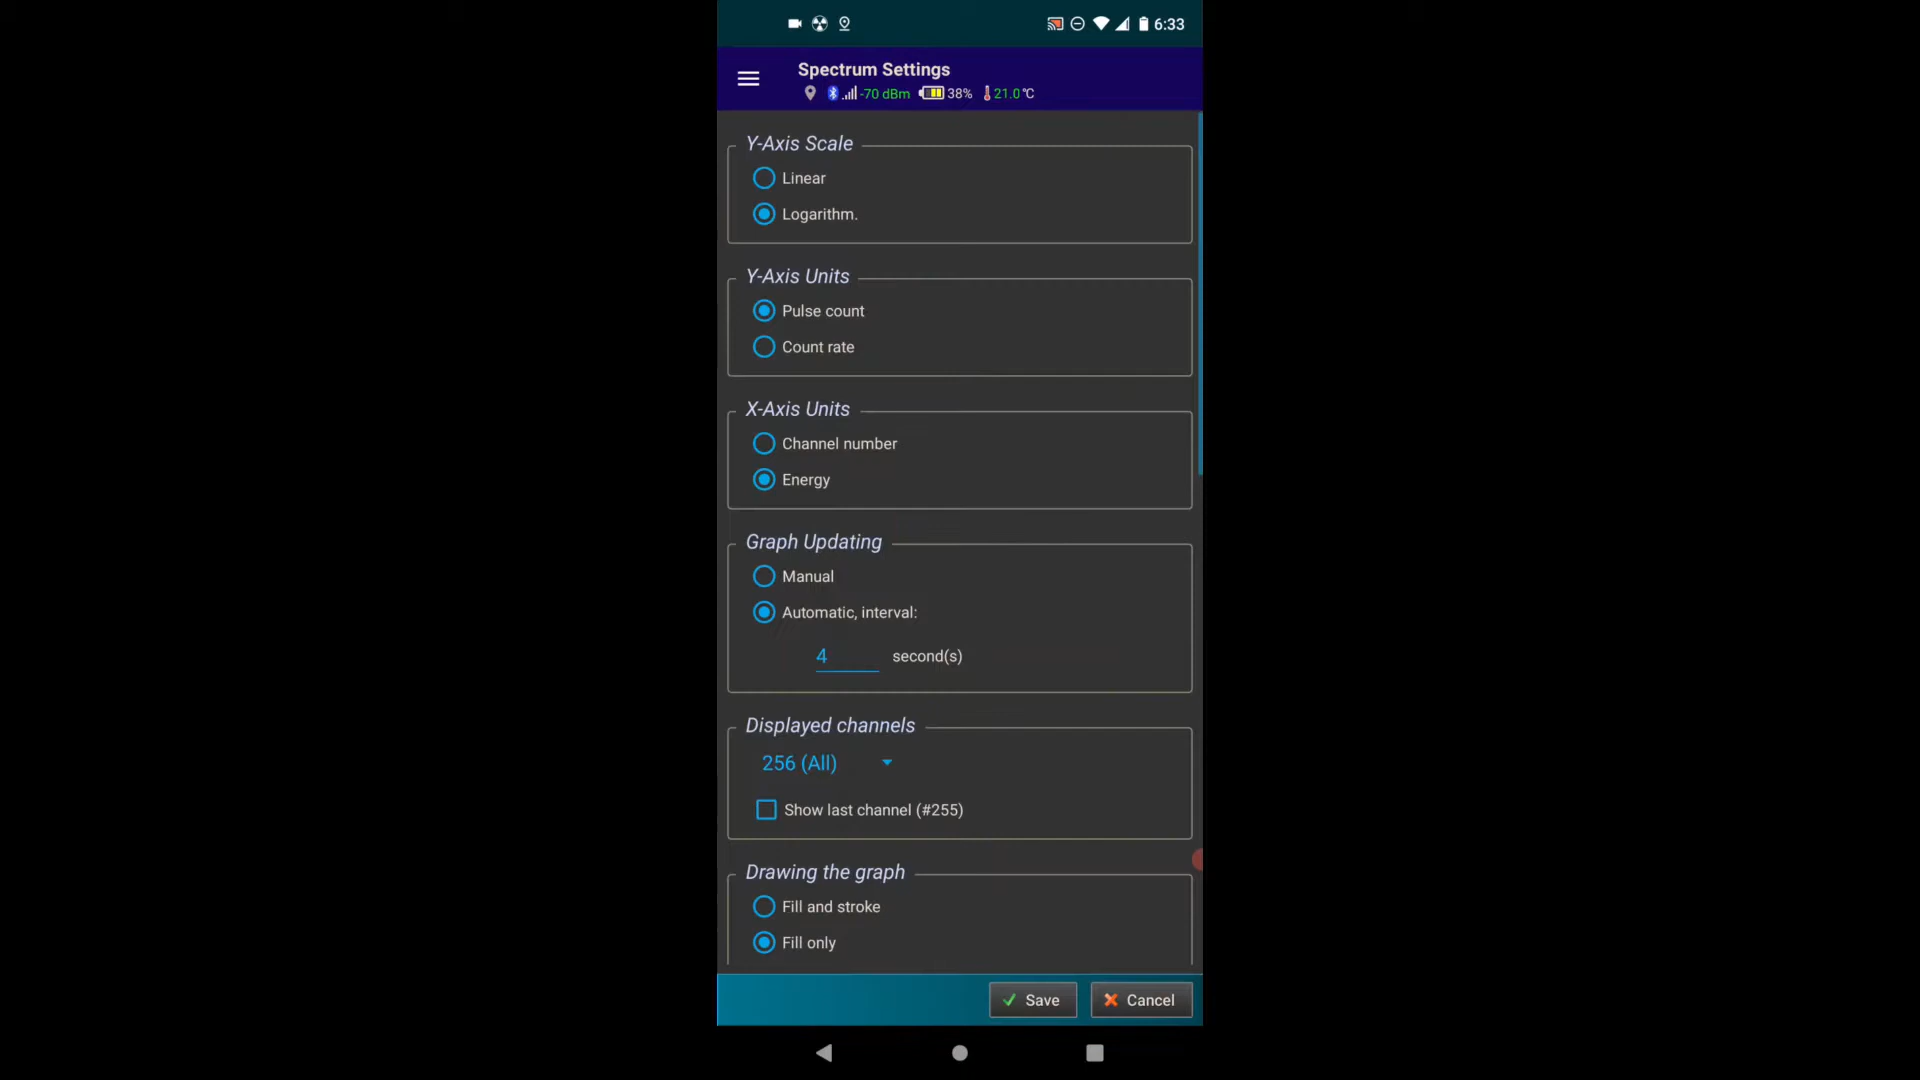 6:33
Spectrum Settings
-70 dBm 38% 21.0°C
Y-Axis Scale
Linear
Logarithm.
Y-Axis Units
Pulse count
Count rate
X-Axis Units
Channel number
Energy
Graph Updating
Manual
Automatic, interval:
4 second(s)
Displayed channels
256 (All)
Show last channel (#255)
Drawing the graph
Fill and stroke
Fill only
Save Cancel